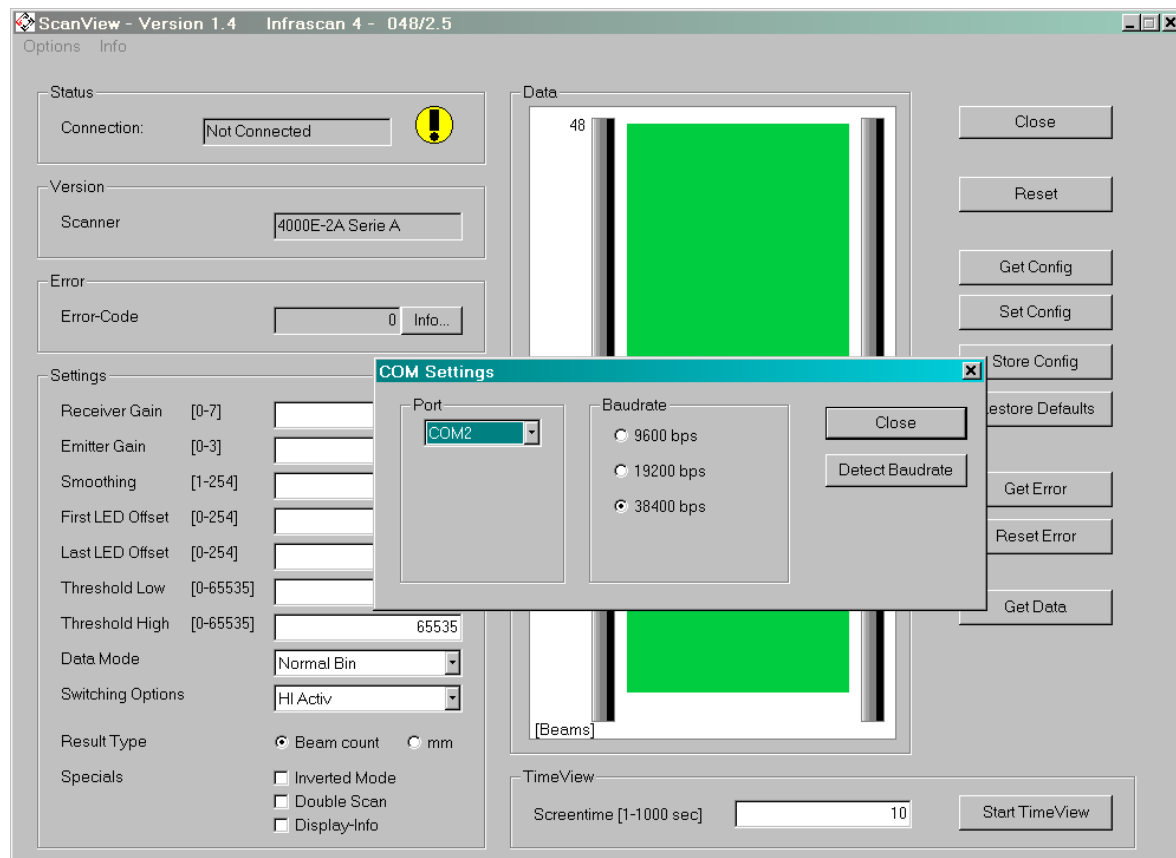 ScanView - Version 1.4 Infrascan 4 - 048/2.5
Options Info
Status
Connection: Not Connected
Version
Scanner 4000E-2A Serie A
Error
Error-Code 0 Info...
Settings
Receiver Gain [0-7]
Emitter Gain [0-3]
Smoothing [1-254]
First LED Offset [0-254]
Last LED Offset [0-254]
Threshold Low [0-65535]
Threshold High [0-65535] 65535
Data Mode Normal Bin
Switching Options HI Activ
Result Type Beam count mm
Specials Inverted Mode
Double Scan
Display-Info
Data
48
[Beams]
COM Settings
Port
COM2
Baudrate
9600 bps
19200 bps
38400 bps
Close
Detect Baudrate
TimeView
Screentime [1-1000 sec] 10
Start TimeView
Close
Reset
Get Config
Set Config
Store Config
estore Defaults
Get Error
Reset Error
Get Data